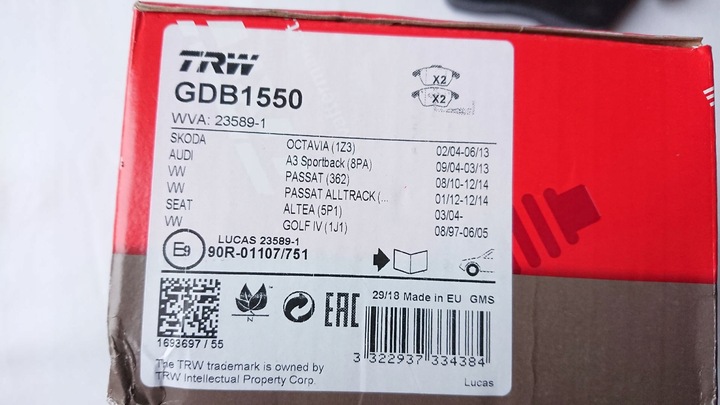 TRW
GDB1550
X2
X2
WVA: 23589-1
SKODA OCTAVIA (1Z3) 02/04-06/13
AUDI A3 Sportback (8PA) 09/04-03/13
VW PASSAT (362) 08/10-12/14
VW PASSAT ALLTRACK (... 01/12-12/14
SEAT ALTEA (5P1) 03/04-
VW GOLF IV (1J1) 08/97-06/05
LUCAS 23589-1
E9 90R-01107/751
N
EAC
29/18 Made in EU GMS
1693697 / 55
3 322937 334384
The TRW trademark is owned by
TRW Intellectual Property Corp.
Lucas